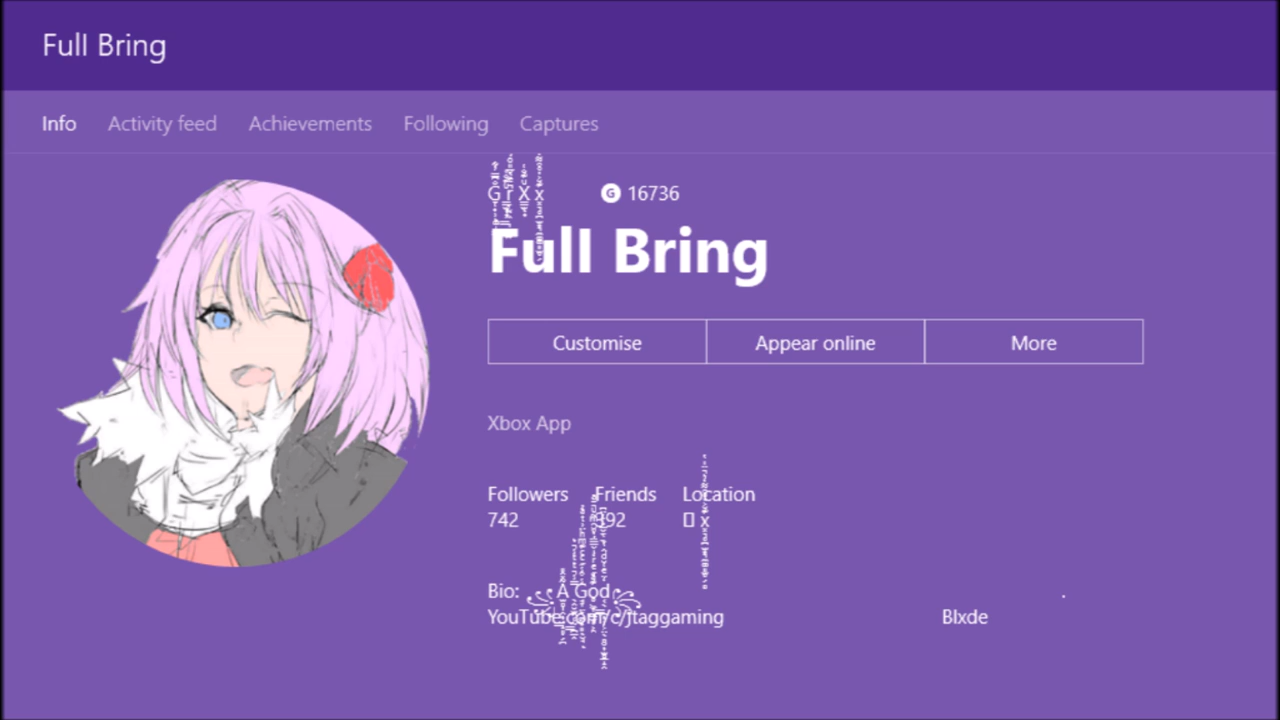 Full Bring
Info Activity feed Achievements Following Captures
G r X x G 16736
Full Bring
Customise Appear online More
Xbox App
Followers Friends Location
742 392 x
Bio: A God .
YouTube.com/c/jtaggaming Blxde